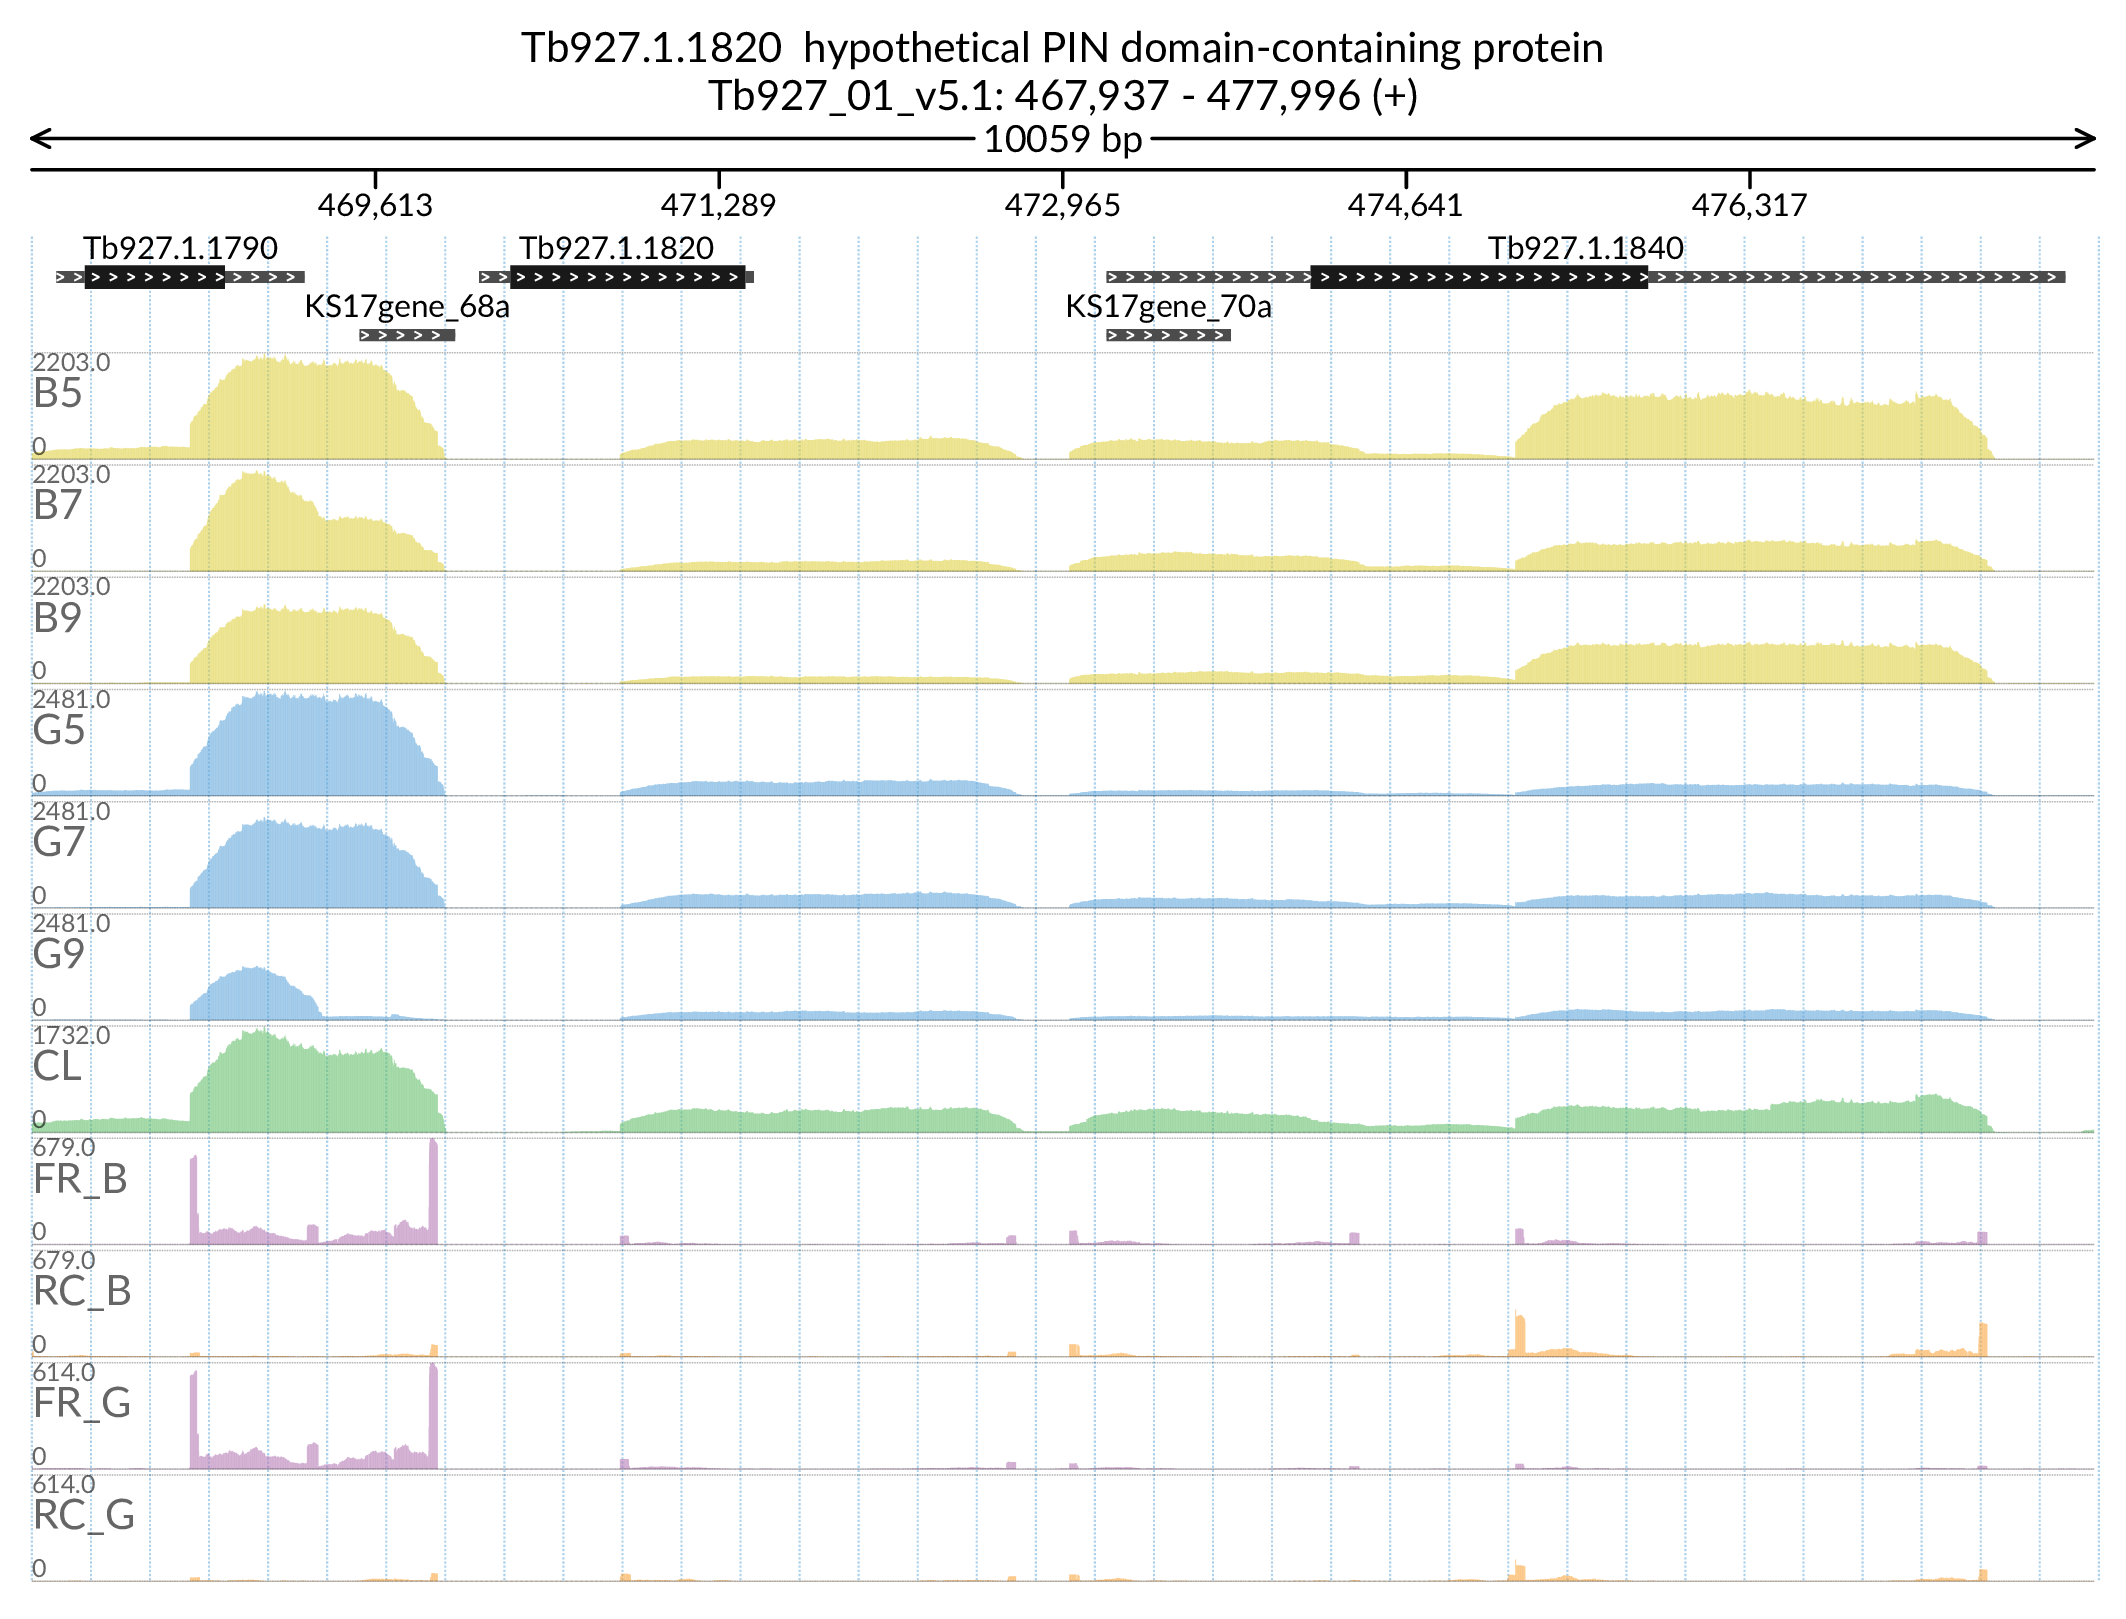 Tb927.1.1820  hypothetical PIN domain-containing protein
Tb927_01_v5.1: 467,937 - 477,996 (+)
10059 bp
469,613 471,289 472,965 474,641 476,317
Tb927.1.1790 Tb927.1.1820 Tb927.1.1840
KS17gene_68a KS17gene_70a
2203.0
B5
0
2203.0
B7
0
2203.0
B9
0
2481.0
G5
0
2481.0
G7
0
2481.0
G9
0
1732.0
CL
0
679.0
FR_B
0
679.0
RC_B
0
614.0
FR_G
0
614.0
RC_G
0